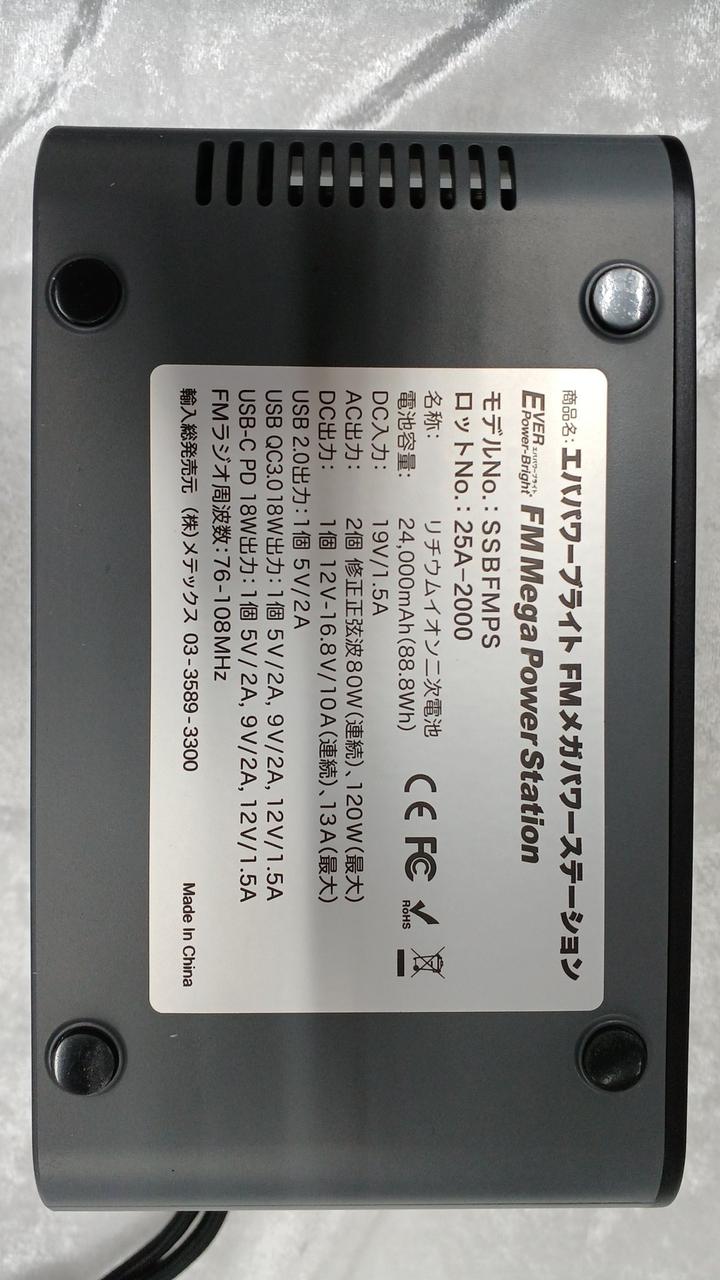 商品名: エバパワーブライト FMメガパワーステーション
EVER Power-Bright エバパワーブライト FM Mega Power Station
モデルNo.: SSBFMPS
ロットNo.: 25A-2000
名称: リチウムイオン二次電池
電池容量: 24,000mAh(88.8Wh)
DC入力: 19V/1.5A
AC出力: 2個 修正正弦波80W(連続)、120W(最大)
DC出力: 1個 12V-16.8V/10A(連続)、13A(最大)
USB 2.0出力: 1個 5V/2A
USB QC3.018W出力: 1個 5V/2A, 9V/2A, 12V/1.5A
USB-C PD 18W出力: 1個 5V/2A, 9V/2A, 12V/1.5A
FMラジオ周波数: 76-108MHz
輸入総発売元 (株)メテックス 03-3589-3300
CE FC RoHS
Made In China